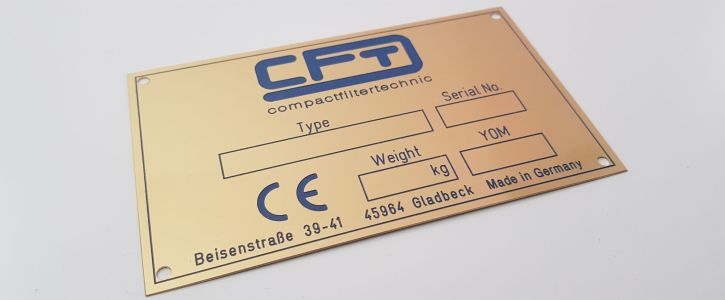 CFT
compactfiltertechnic
Type
Serial No.
Weight
kg
YOM
CE
Beisenstraße 39-41 45964 Gladbeck Made in Germany